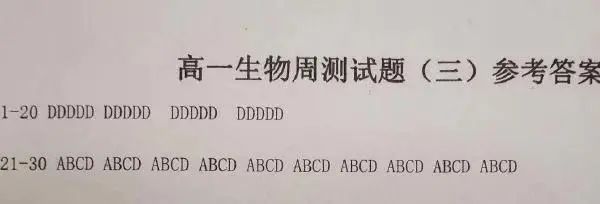 高一生物周测试题（三）参考答案
1-20 DDDDD DDDDD DDDDD DDDDD
21-30 ABCD ABCD ABCD ABCD ABCD ABCD ABCD ABCD ABCD ABCD